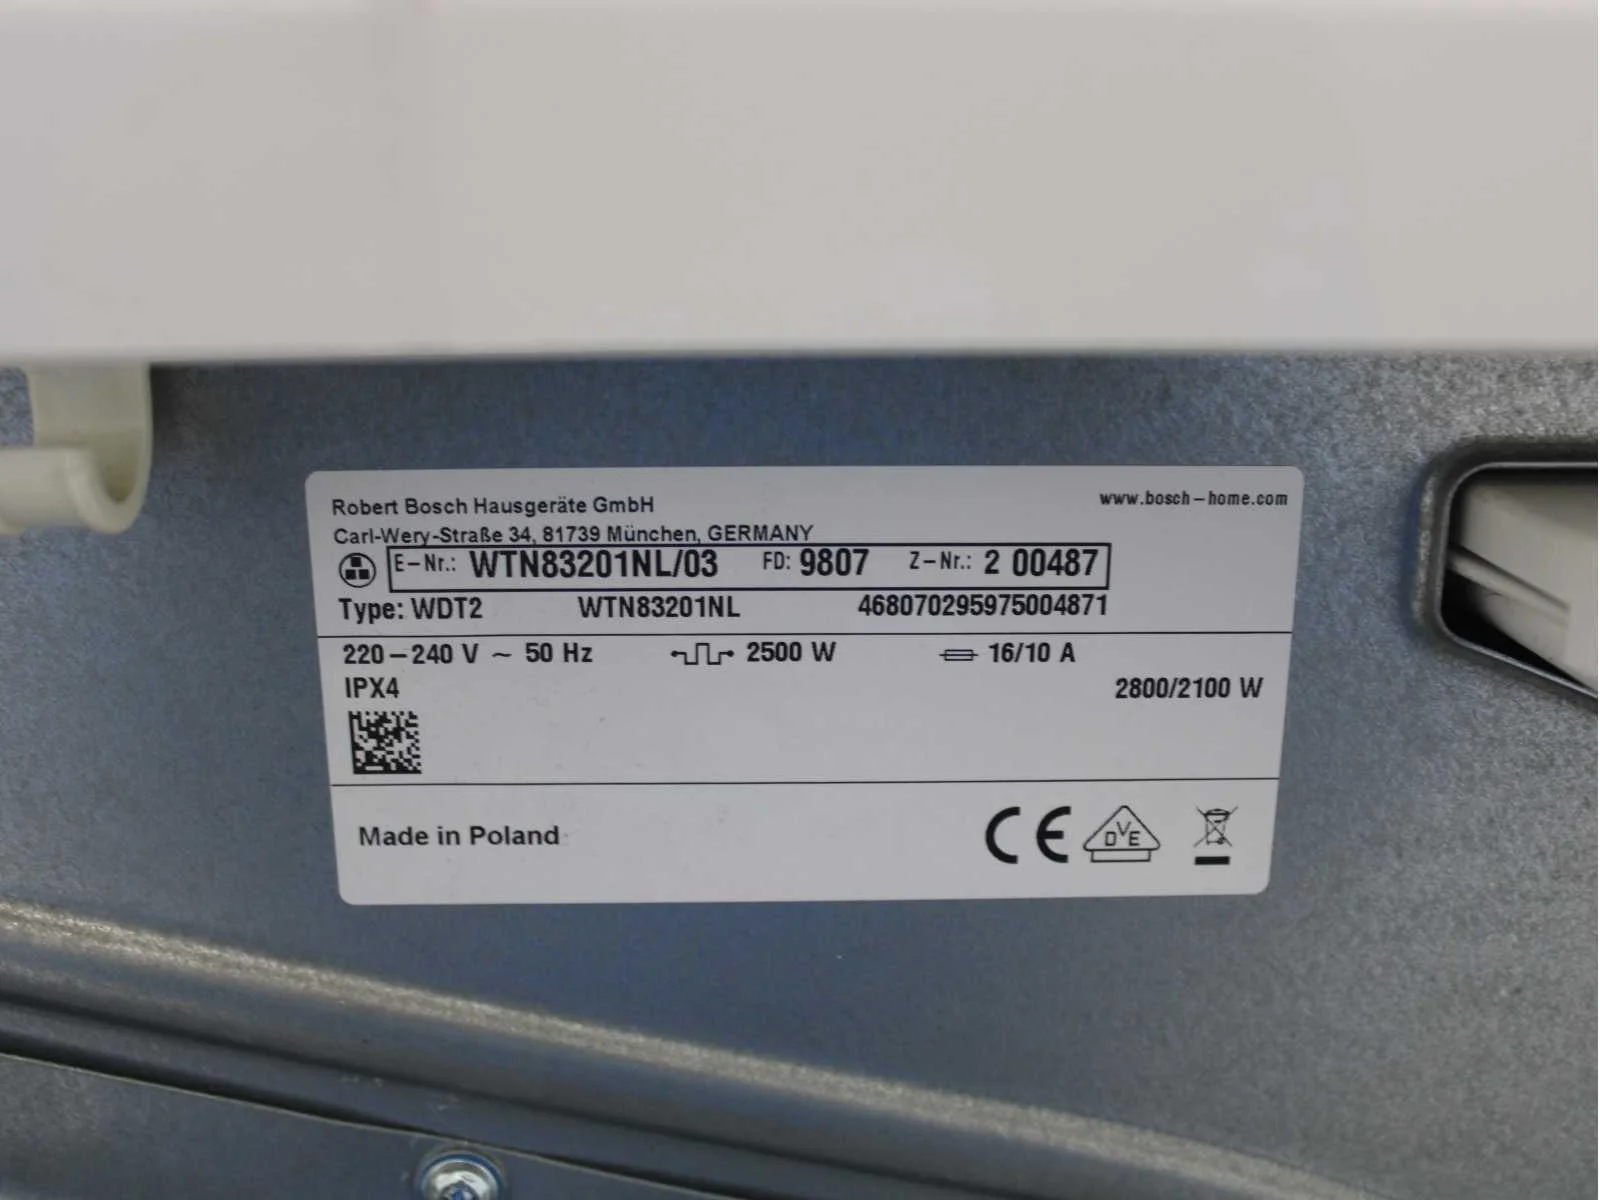 Robert Bosch Hausgeräte GmbH
www.bosch-home.com
Carl-Wery-Straße 34, 81739 München, GERMANY
E-Nr.: WTN83201NL/03 FD: 9807 Z-Nr.: 2 00487
Type: WDT2 WTN83201NL 468070295975004871
220-240 V ~ 50 Hz 2500 W 16/10 A
IPX4 2800/2100 W
Made in Poland CE DVE